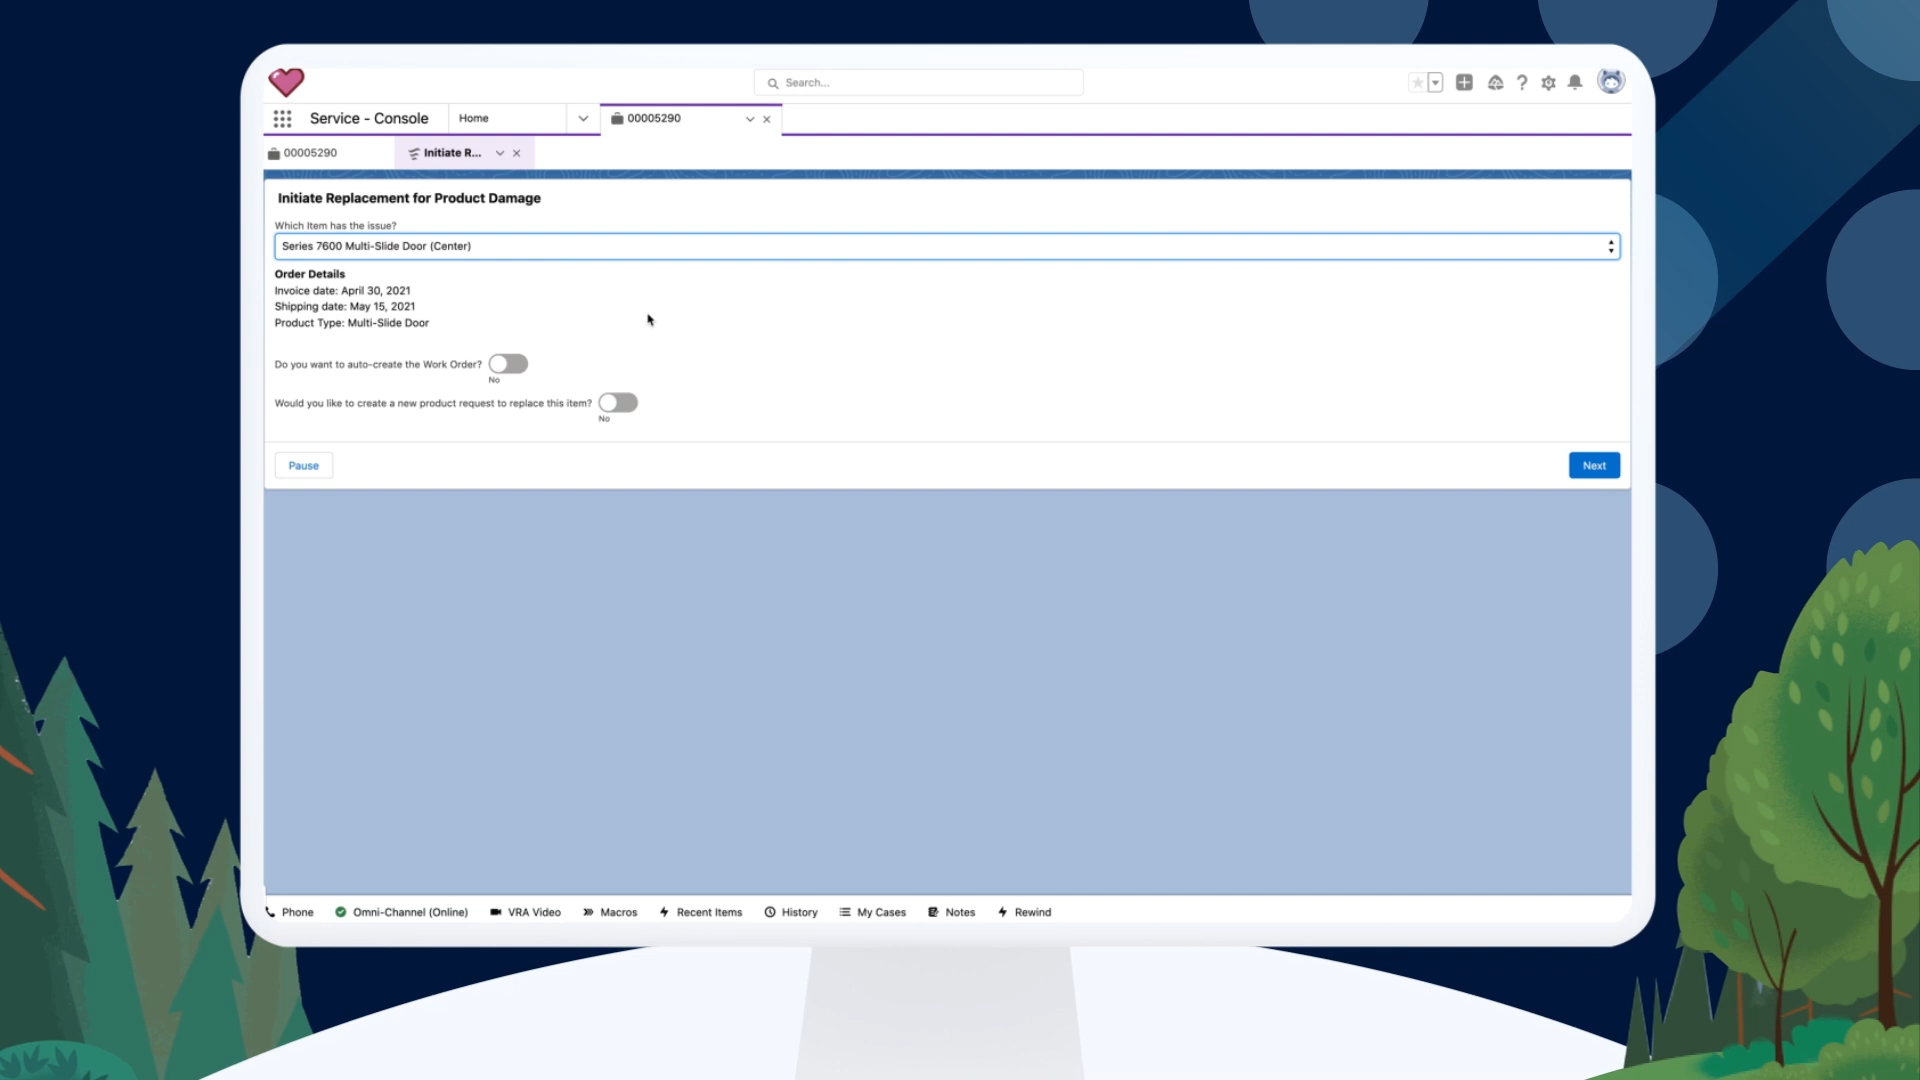 Search...
Service - Console
Home
00005290
00005290
Initiate R...
Initiate Replacement for Product Damage
Which Item has the issue?
Series 7600 Multi-Slide Door (Center)
Order Details
Invoice date: April 30, 2021
Shipping date: May 15, 2021
Product Type: Multi-Slide Door
Do you want to auto-create the Work Order?
No
Would you like to create a new product request to replace this item?
No
Pause
Next
Phone
Omni-Channel (Online)
VRA Video
Macros
Recent Items
History
My Cases
Notes
Rewind